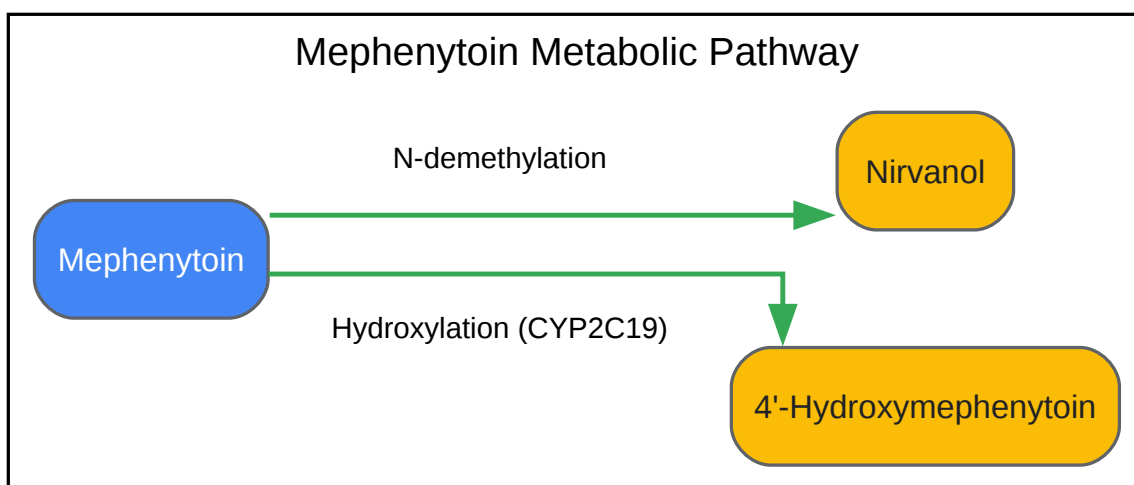 Mephenytoin Metabolic Pathway
N-demethylation
Nirvanol
Mephenytoin
Hydroxylation (CYP2C19)
4'-Hydroxymephenytoin